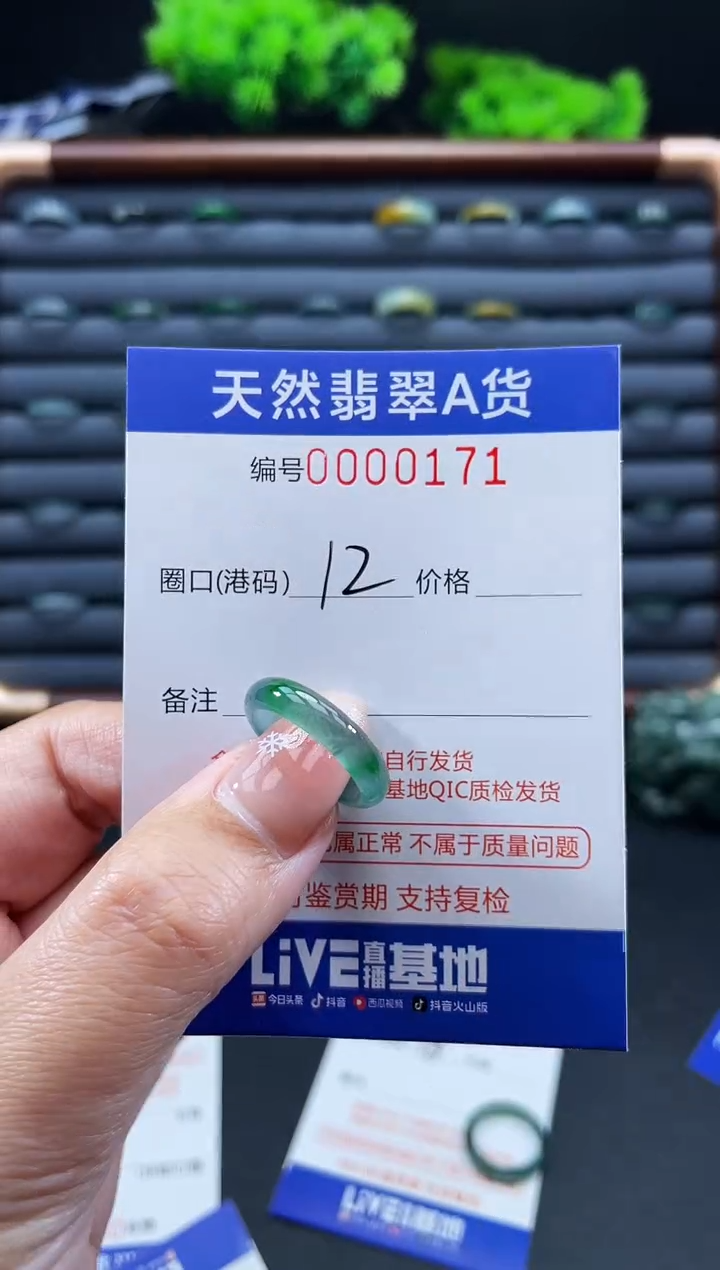 天然翡翠A货
编号0000171
圈口(港码) 12 价格
备注
自行发货
基地QIC质检发货
属正常 不属于质量问题
鉴赏期 支持复检
LiVE直播基地
今日头条 抖音 西瓜视频 抖音火山版